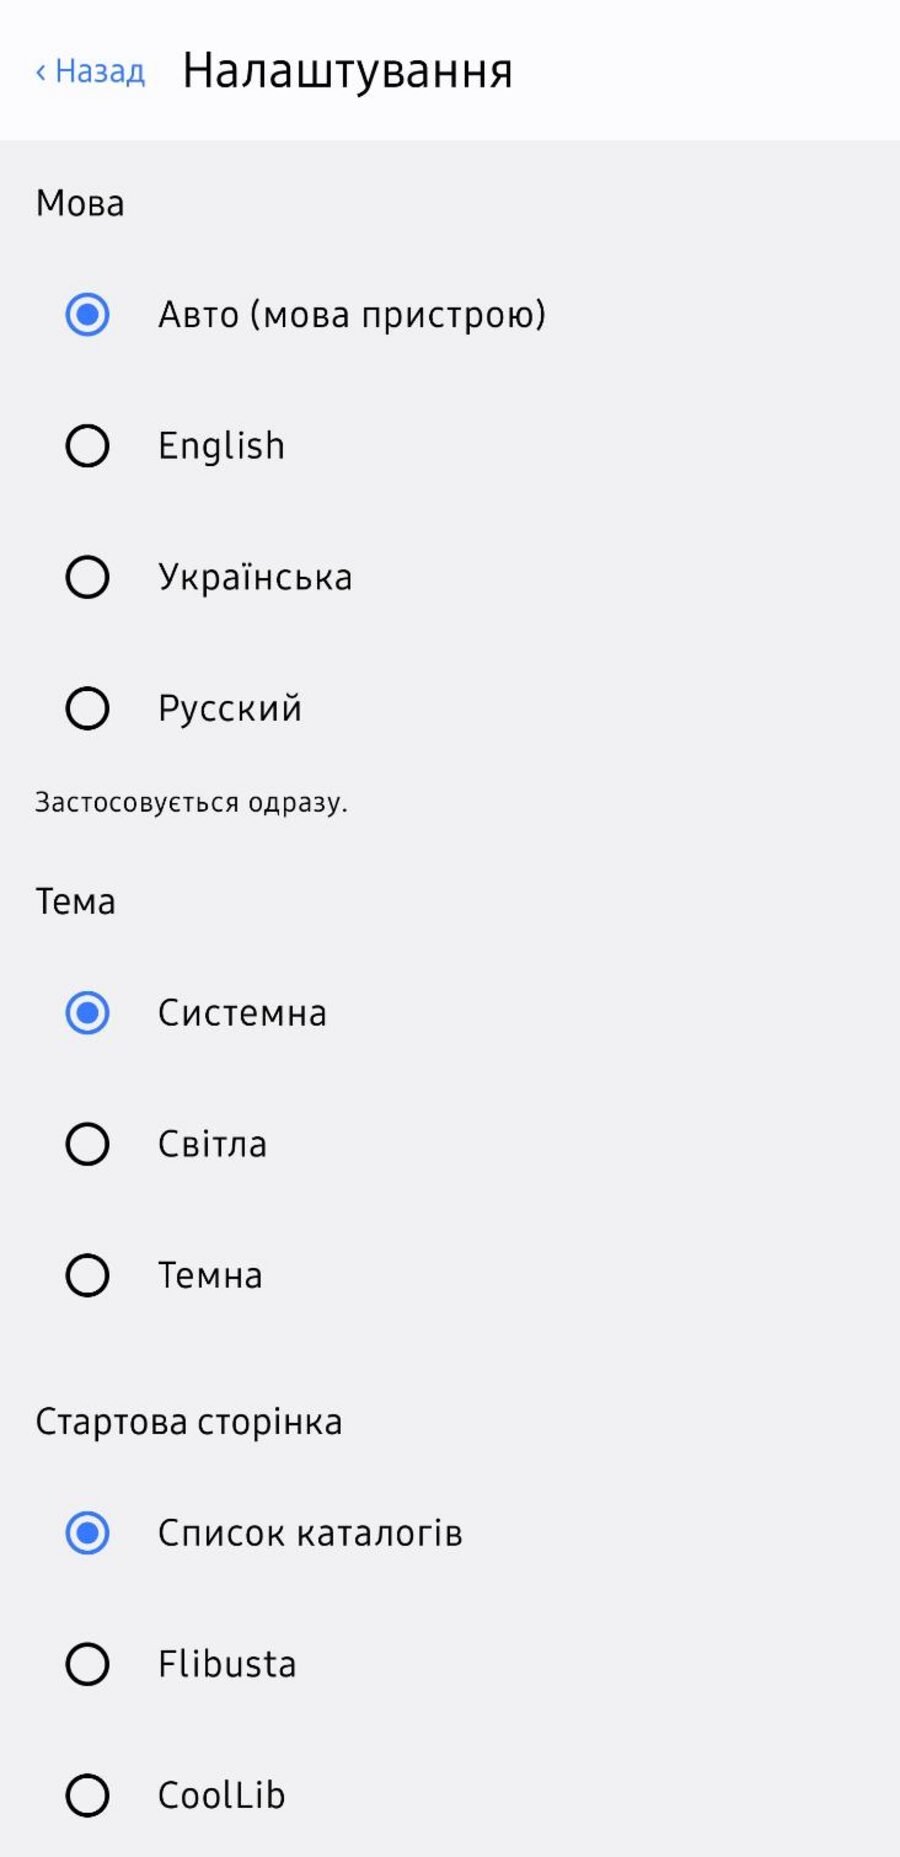 ‹ Назад Налаштування
Мова
Авто (мова пристрою)
English
Українська
Русский
Застосовується одразу.
Тема
Системна
Світла
Темна
Стартова сторінка
Список каталогів
Flibusta
CoolLib